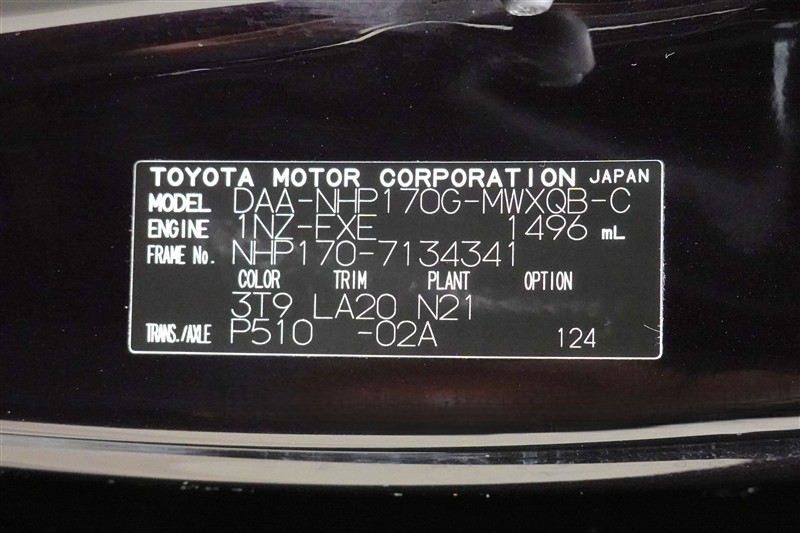 TOYOTA MOTOR CORPORATION JAPAN
MODEL DAA-NHP170G-MWXQB-C
ENGINE 1NZ-FXE 1496 mL
FRAME No. NHP170-7134341
COLOR TRIM PLANT OPTION
3T9 LA20 N21
TRANS./AXLE P510 -02A 124